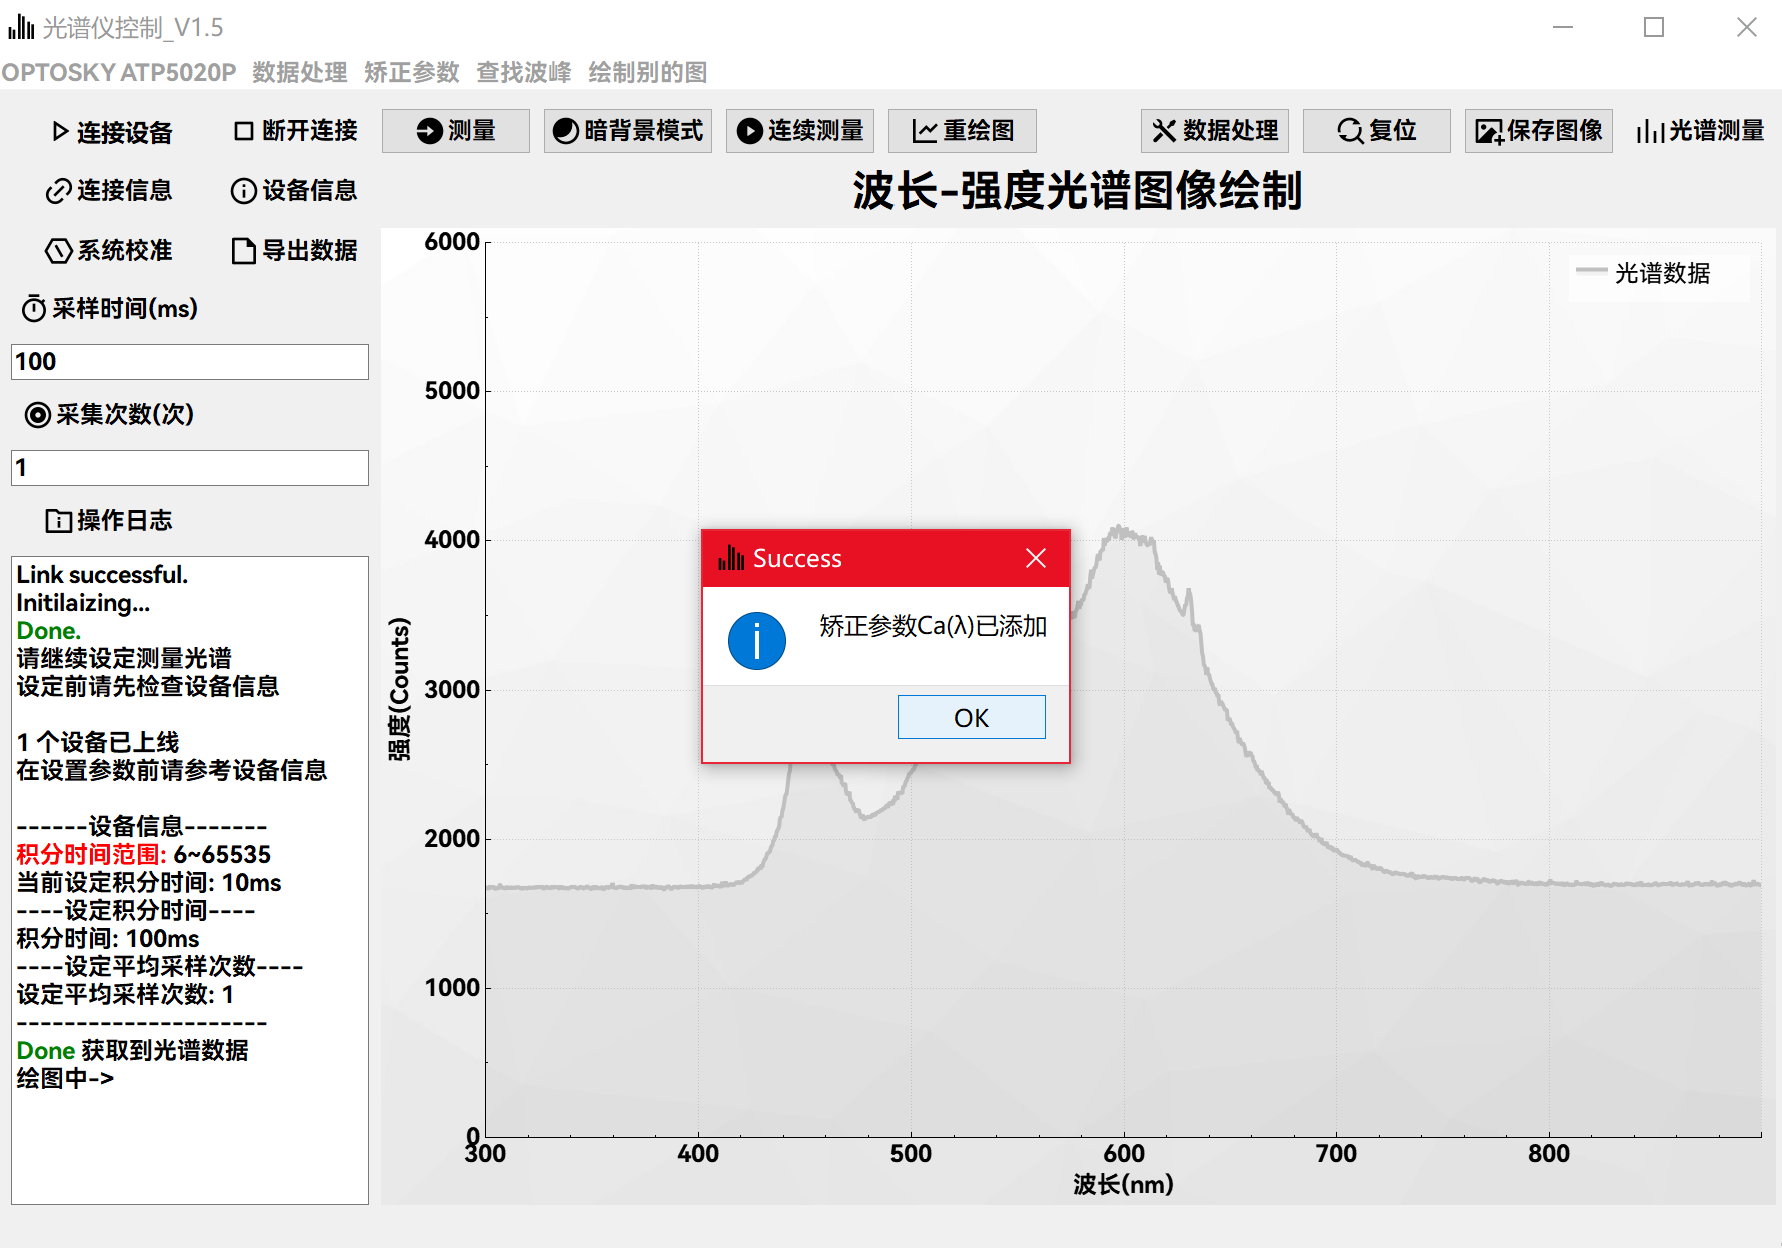 光谱仪控制_V1.5
OPTOSKY ATP5020P 数据处理 矫正参数 查找波峰 绘制别的图
连接设备 断开连接 测量 暗背景模式 连续测量 重绘图 数据处理 复位 保存图像 光谱测量
连接信息 设备信息
系统校准 导出数据
采样时间(ms)
100
采集次数(次)
1
操作日志
Link successful.
Initilaizing...
Done.
请继续设定测量光谱
设定前请先检查设备信息
1 个设备已上线
在设置参数前请参考设备信息
------设备信息-------
积分时间范围: 6~65535
当前设定积分时间: 10ms
----设定积分时间----
积分时间: 100ms
----设定平均采样次数----
设定平均采样次数: 1
---------------------
Done 获取到光谱数据
绘图中->
波长-强度光谱图像绘制
光谱数据
6000
5000
4000
3000
2000
1000
0
强度(Counts)
300 400 500 600 700 800
波长(nm)
Success
矫正参数Ca(λ)已添加
OK